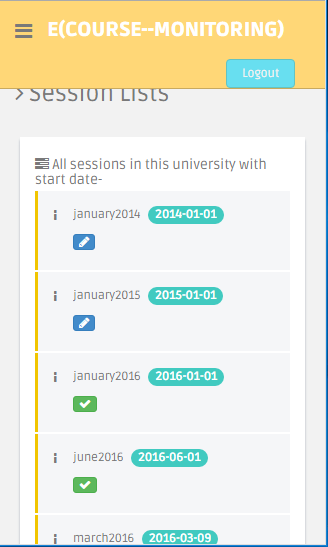 E(COURSE--MONITORING)
Logout
> Session Lists
All sessions in this university with
start date-
january2014 2014-01-01
january2015 2015-01-01
january2016 2016-01-01
june2016 2016-06-01
march2016 2016-03-09